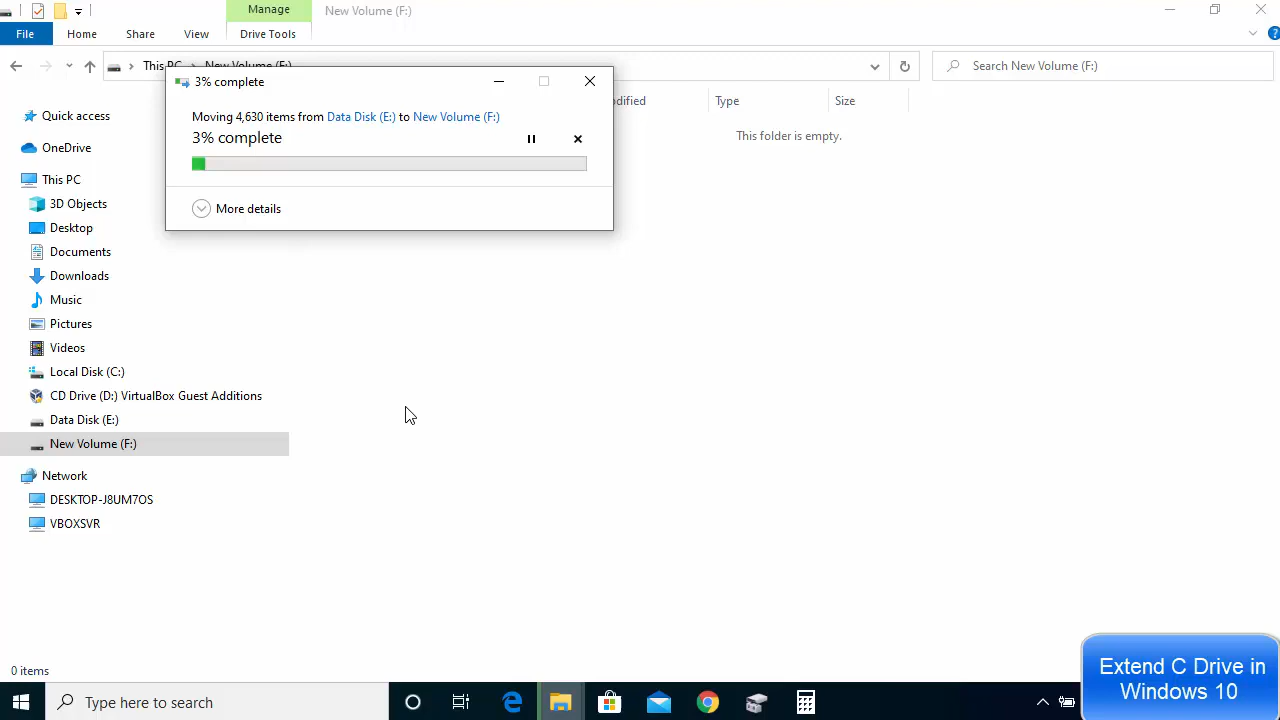 Manage
New Volume (F:)
File
Home
Share
View
Drive Tools
This PC
New Volume (F:)
Search New Volume (F:)
3% complete
Moving 4,630 items from Data Disk (E:) to New Volume (F:)
3% complete
More details
Type
Size
This folder is empty.
Quick access
OneDrive
This PC
3D Objects
Desktop
Documents
Downloads
Music
Pictures
Videos
Local Disk (C:)
CD Drive (D:) VirtualBox Guest Additions
Data Disk (E:)
New Volume (F:)
Network
DESKTOP-J8UM7OS
VBOXSVR
0 items
Type here to search
Extend C Drive in
Windows 10